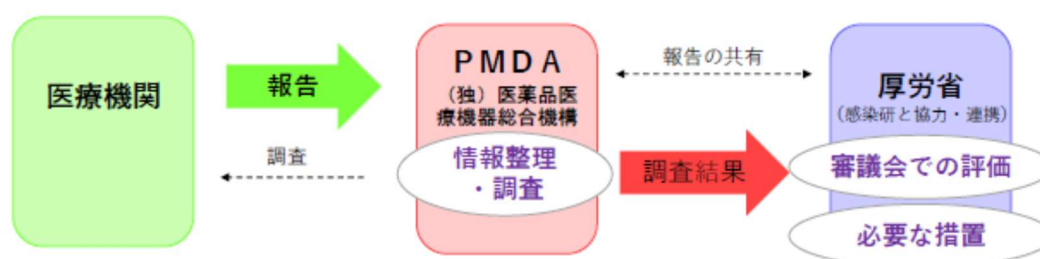 医療機関
報告
調査
PMDA
（独）医薬品医
療機器総合機構
情報整理
・調査
報告の共有
調査結果
厚労省
（感染研と協力・連携）
審議会での評価
必要な措置